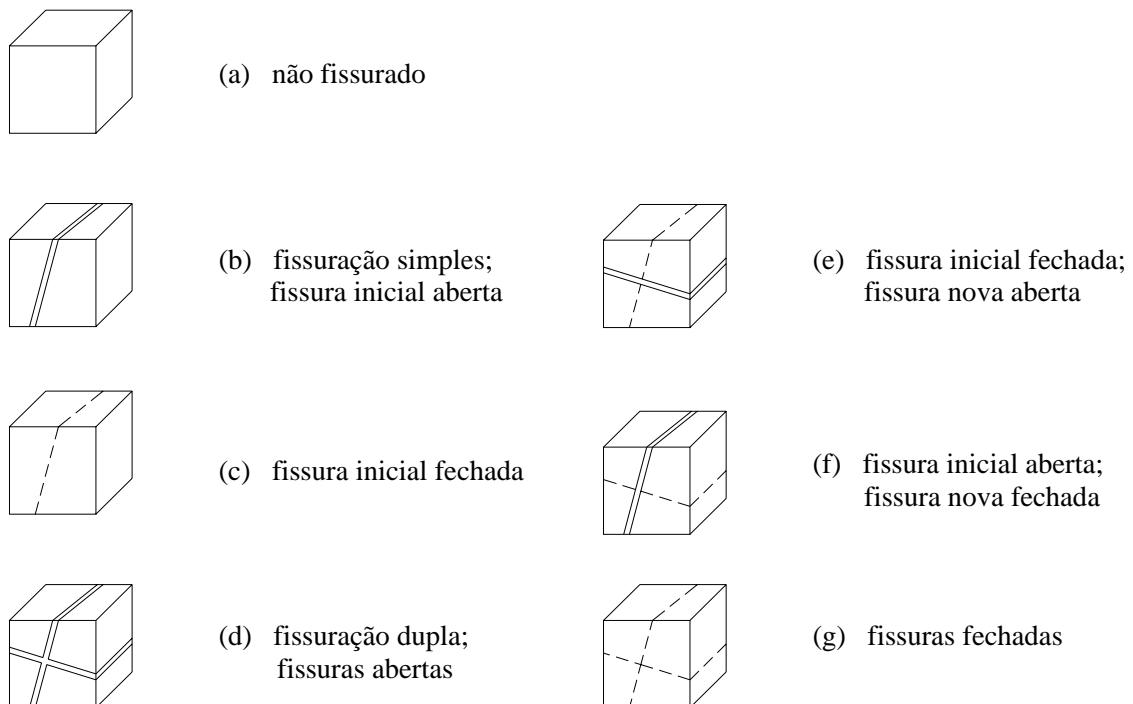 (a) não fissurado
(b) fissuração simples;
fissura inicial aberta
(c) fissura inicial fechada
(d) fissuração dupla;
fissuras abertas
(e) fissura inicial fechada;
fissura nova aberta
(f) fissura inicial aberta;
fissura nova fechada
(g) fissuras fechadas